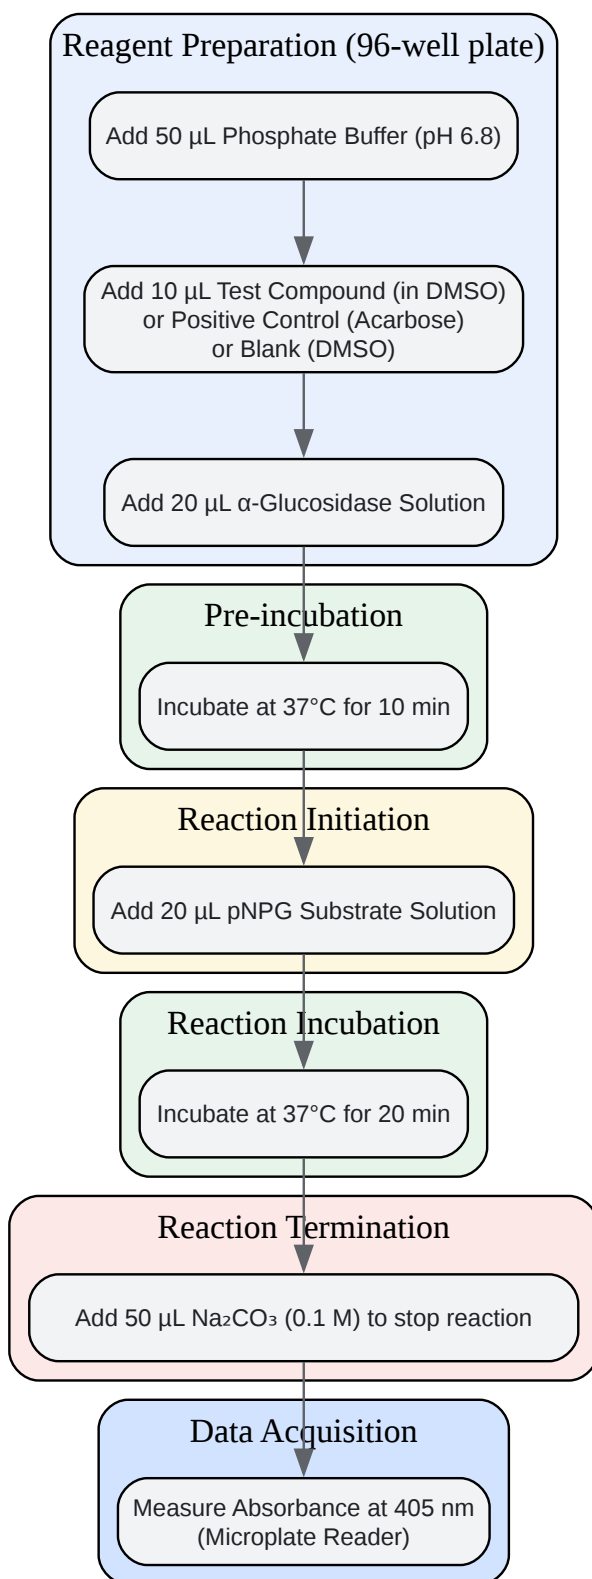 Reagent Preparation (96-well plate)
Add 50 µL Phosphate Buffer (pH 6.8)
Add 10 µL Test Compound (in DMSO)
or Positive Control (Acarbose)
or Blank (DMSO)
Add 20 µL α-Glucosidase Solution
Pre-incubation
Incubate at 37°C for 10 min
Reaction Initiation
Add 20 µL pNPG Substrate Solution
Reaction Incubation
Incubate at 37°C for 20 min
Reaction Termination
Add 50 µL Na₂CO₃ (0.1 M) to stop reaction
Data Acquisition
Measure Absorbance at 405 nm
(Microplate Reader)